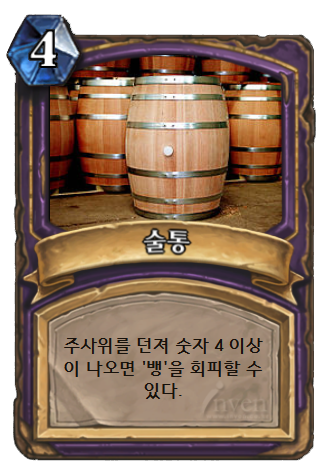 4
술통
주사위를 던져 숫자 4 이상
이 나오면 '뱅'을 회피할 수
있다.
inven